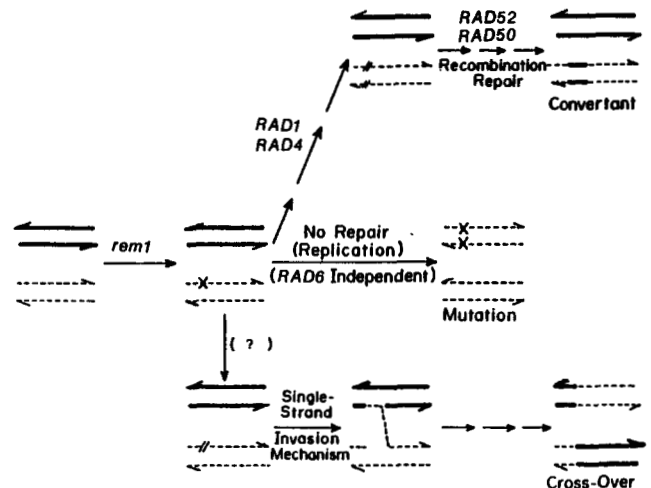 RAD52
RAD50
Recombination
Repair
Convertant
RAD1
RAD4
rem1
No Repair
(Replication)
(RAD6 Independent)
x
x
x
Mutation
( ? )
Single-
Strand
Invasion
Mechanism
Cross-Over